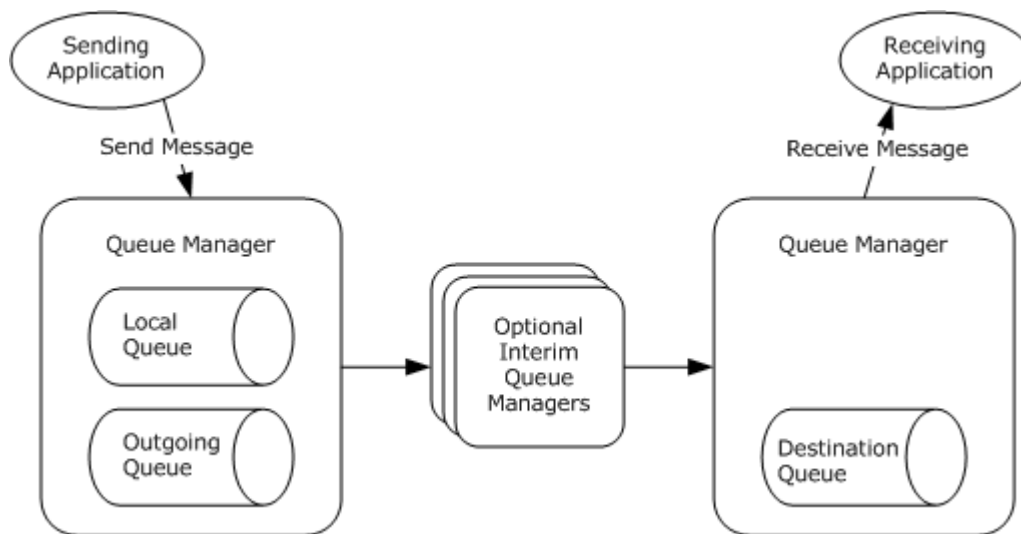 Sending
Application
Receiving
Application
Send Message
Receive Message
Queue Manager
Local
Queue
Outgoing
Queue
Optional
Interim
Queue
Managers
Queue Manager
Destination
Queue